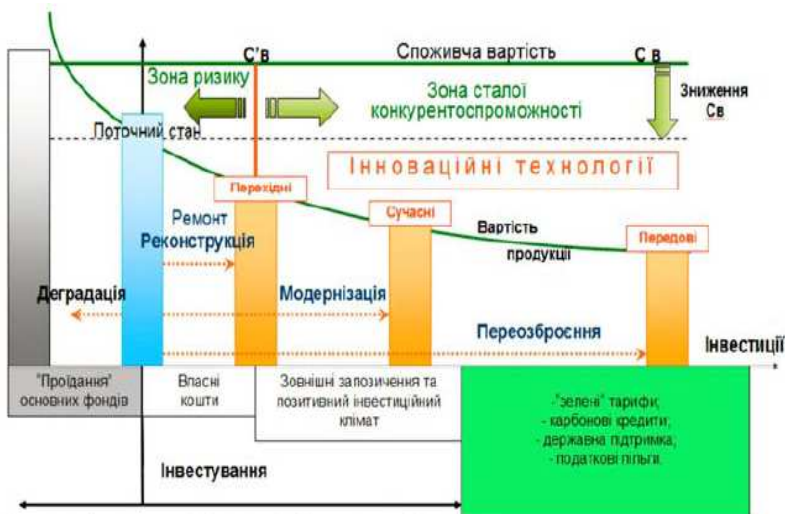 С'в
Споживча вартість
С в
Зона ризику
Зона сталої
конкурентоспроможності
Зниження
Св
Поточний стан
Інноваційні технології
Перехідні
Сучасні
Передові
Ремонт
Реконструкція
Вартість
продукції
Деградація
Модернізація
Переозброєння
Інвестиції
"Проїдання"
основних фондів
Власні
кошти
Зовнішні запозичення та
позитивний інвестиційний
клімат
-"зелені" тарифи;
- карбонові кредити;
- державна підтримка;
- податкові пільги.
Інвестування